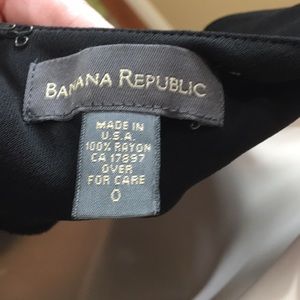 BANANA REPUBLIC
MADE IN
U.S.A.
100% RAYON
CA 17897
OVER
FOR CARE
0